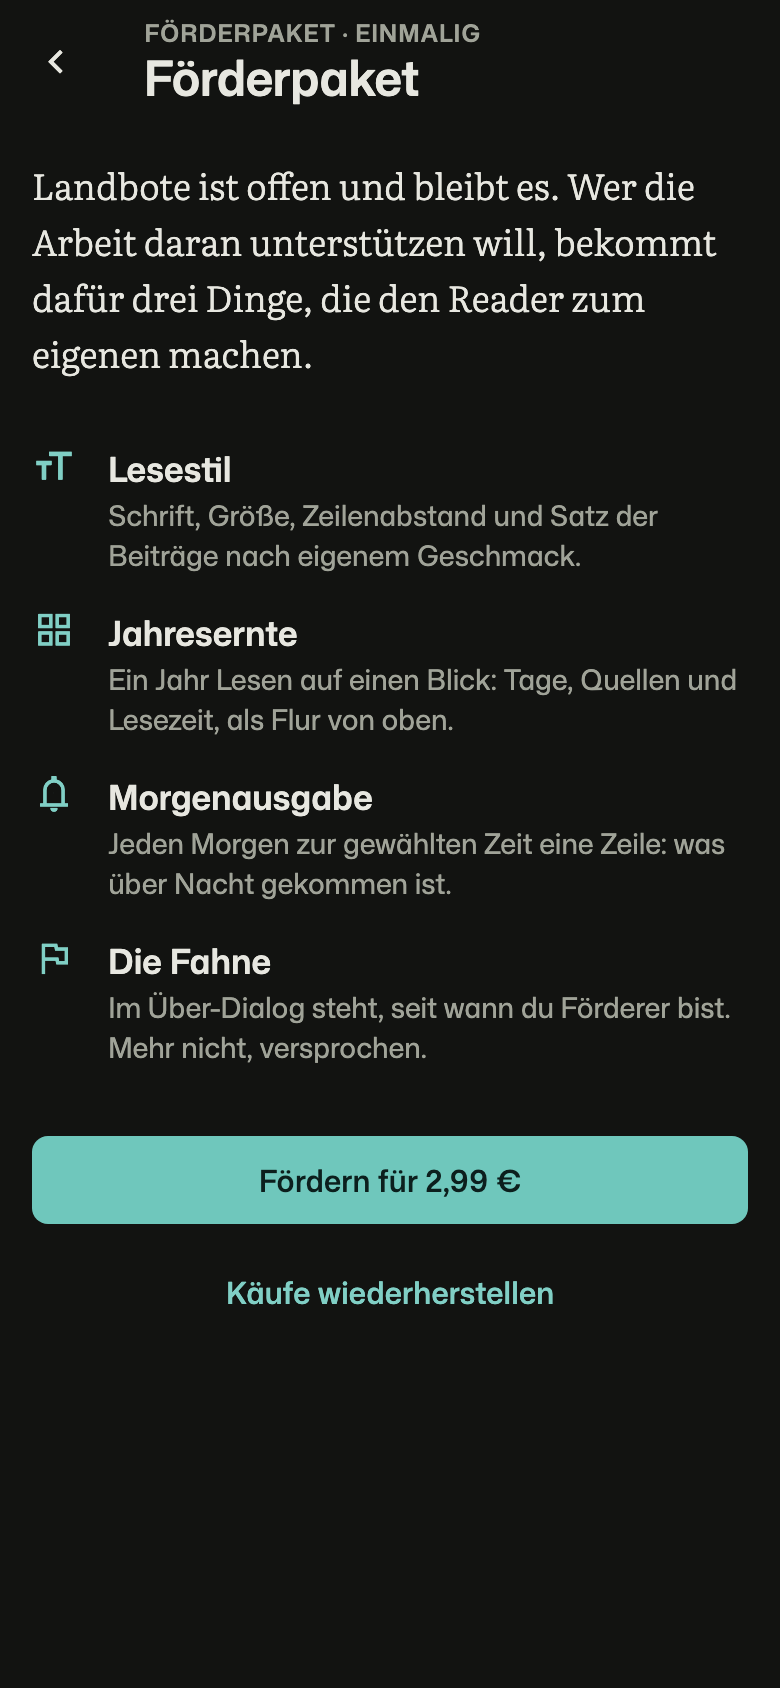 FÖRDERPAKET · EINMALIG
Förderpaket
Landbote ist offen und bleibt es. Wer die
Arbeit daran unterstützen will, bekommt
dafür drei Dinge, die den Reader zum
eigenen machen.
Lesestil
Schrift, Größe, Zeilenabstand und Satz der
Beiträge nach eigenem Geschmack.
Jahresernte
Ein Jahr Lesen auf einen Blick: Tage, Quellen und
Lesezeit, als Flur von oben.
Morgenausgabe
Jeden Morgen zur gewählten Zeit eine Zeile: was
über Nacht gekommen ist.
Die Fahne
Im Über-Dialog steht, seit wann du Förderer bist.
Mehr nicht, versprochen.
Fördern für 2,99 €
Käufe wiederherstellen